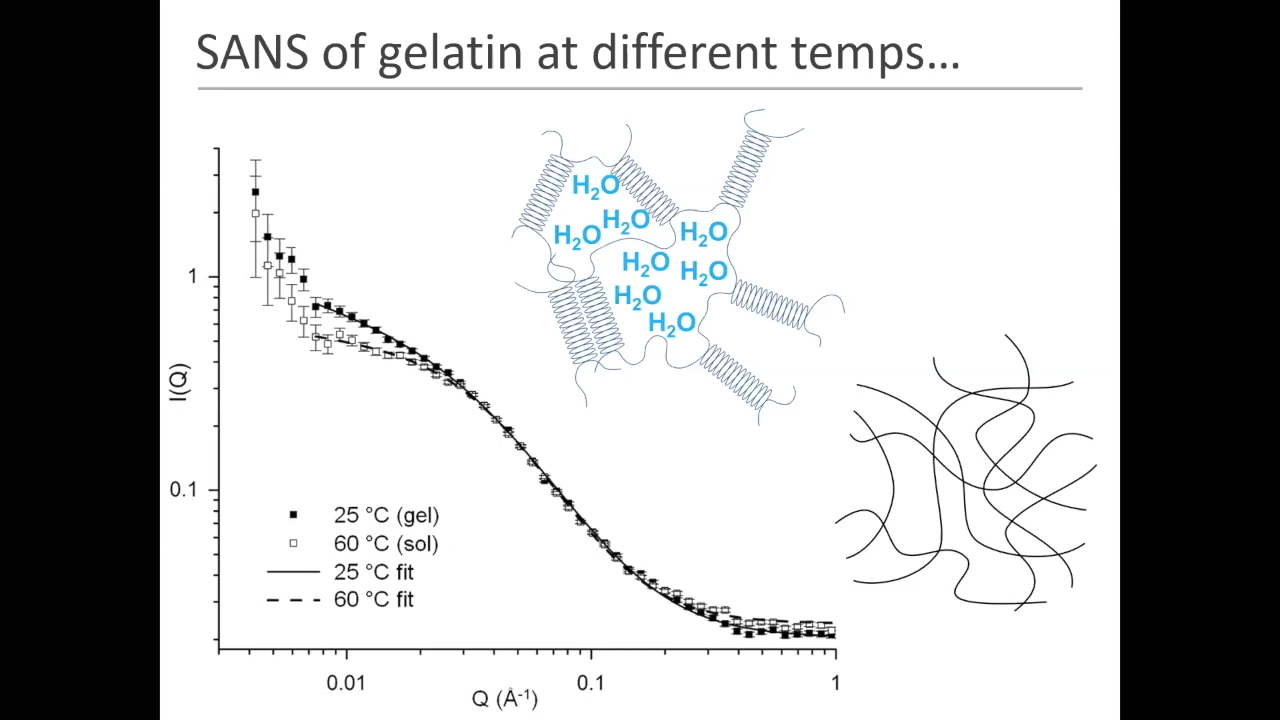 SANS of gelatin at different temps...
H₂O
H₂O
H₂O
H₂O
H₂O
H₂O
H₂O
H₂O
1
I(Q)
0.1
25 °C (gel)
60 °C (sol)
25 °C fit
60 °C fit
0.01 0.1 1
Q (Å⁻¹)